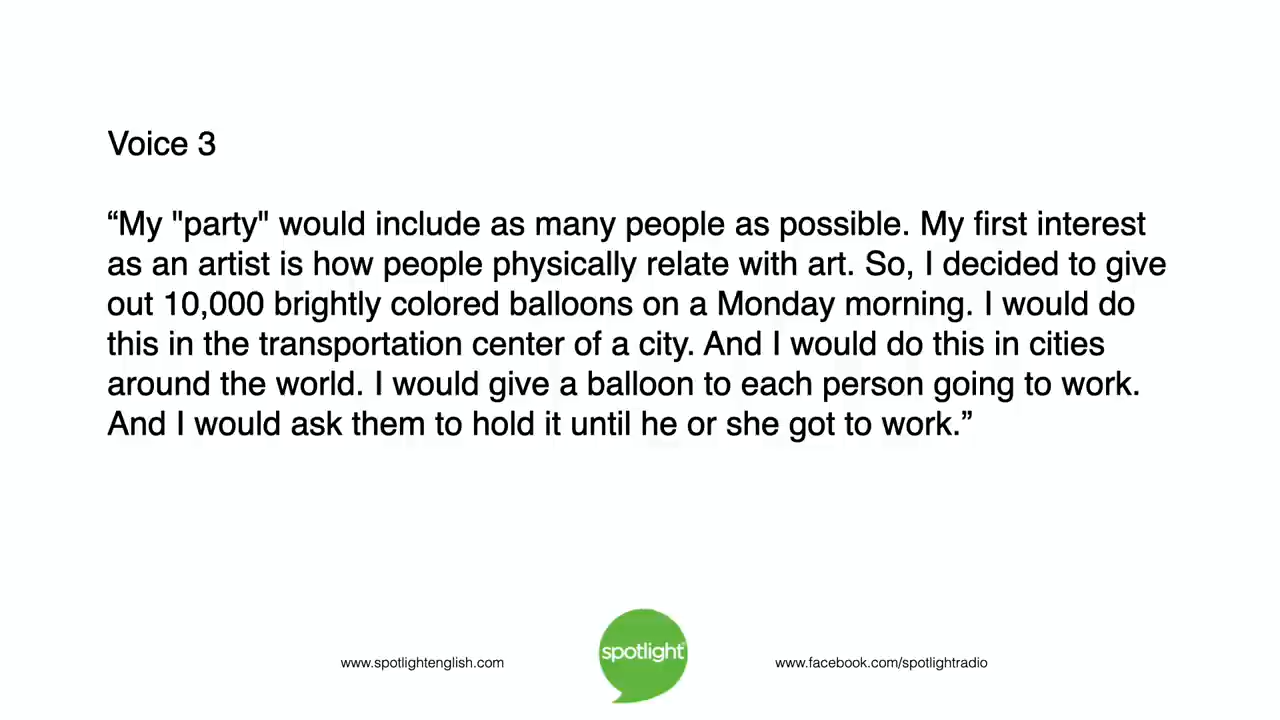 Voice 3
“My "party" would include as many people as possible. My first interest
as an artist is how people physically relate with art. So, I decided to give
out 10,000 brightly colored balloons on a Monday morning. I would do
this in the transportation center of a city. And I would do this in cities
around the world. I would give a balloon to each person going to work.
And I would ask them to hold it until he or she got to work.”
www.spotlightenglish.com
spotlight
www.facebook.com/spotlightradio